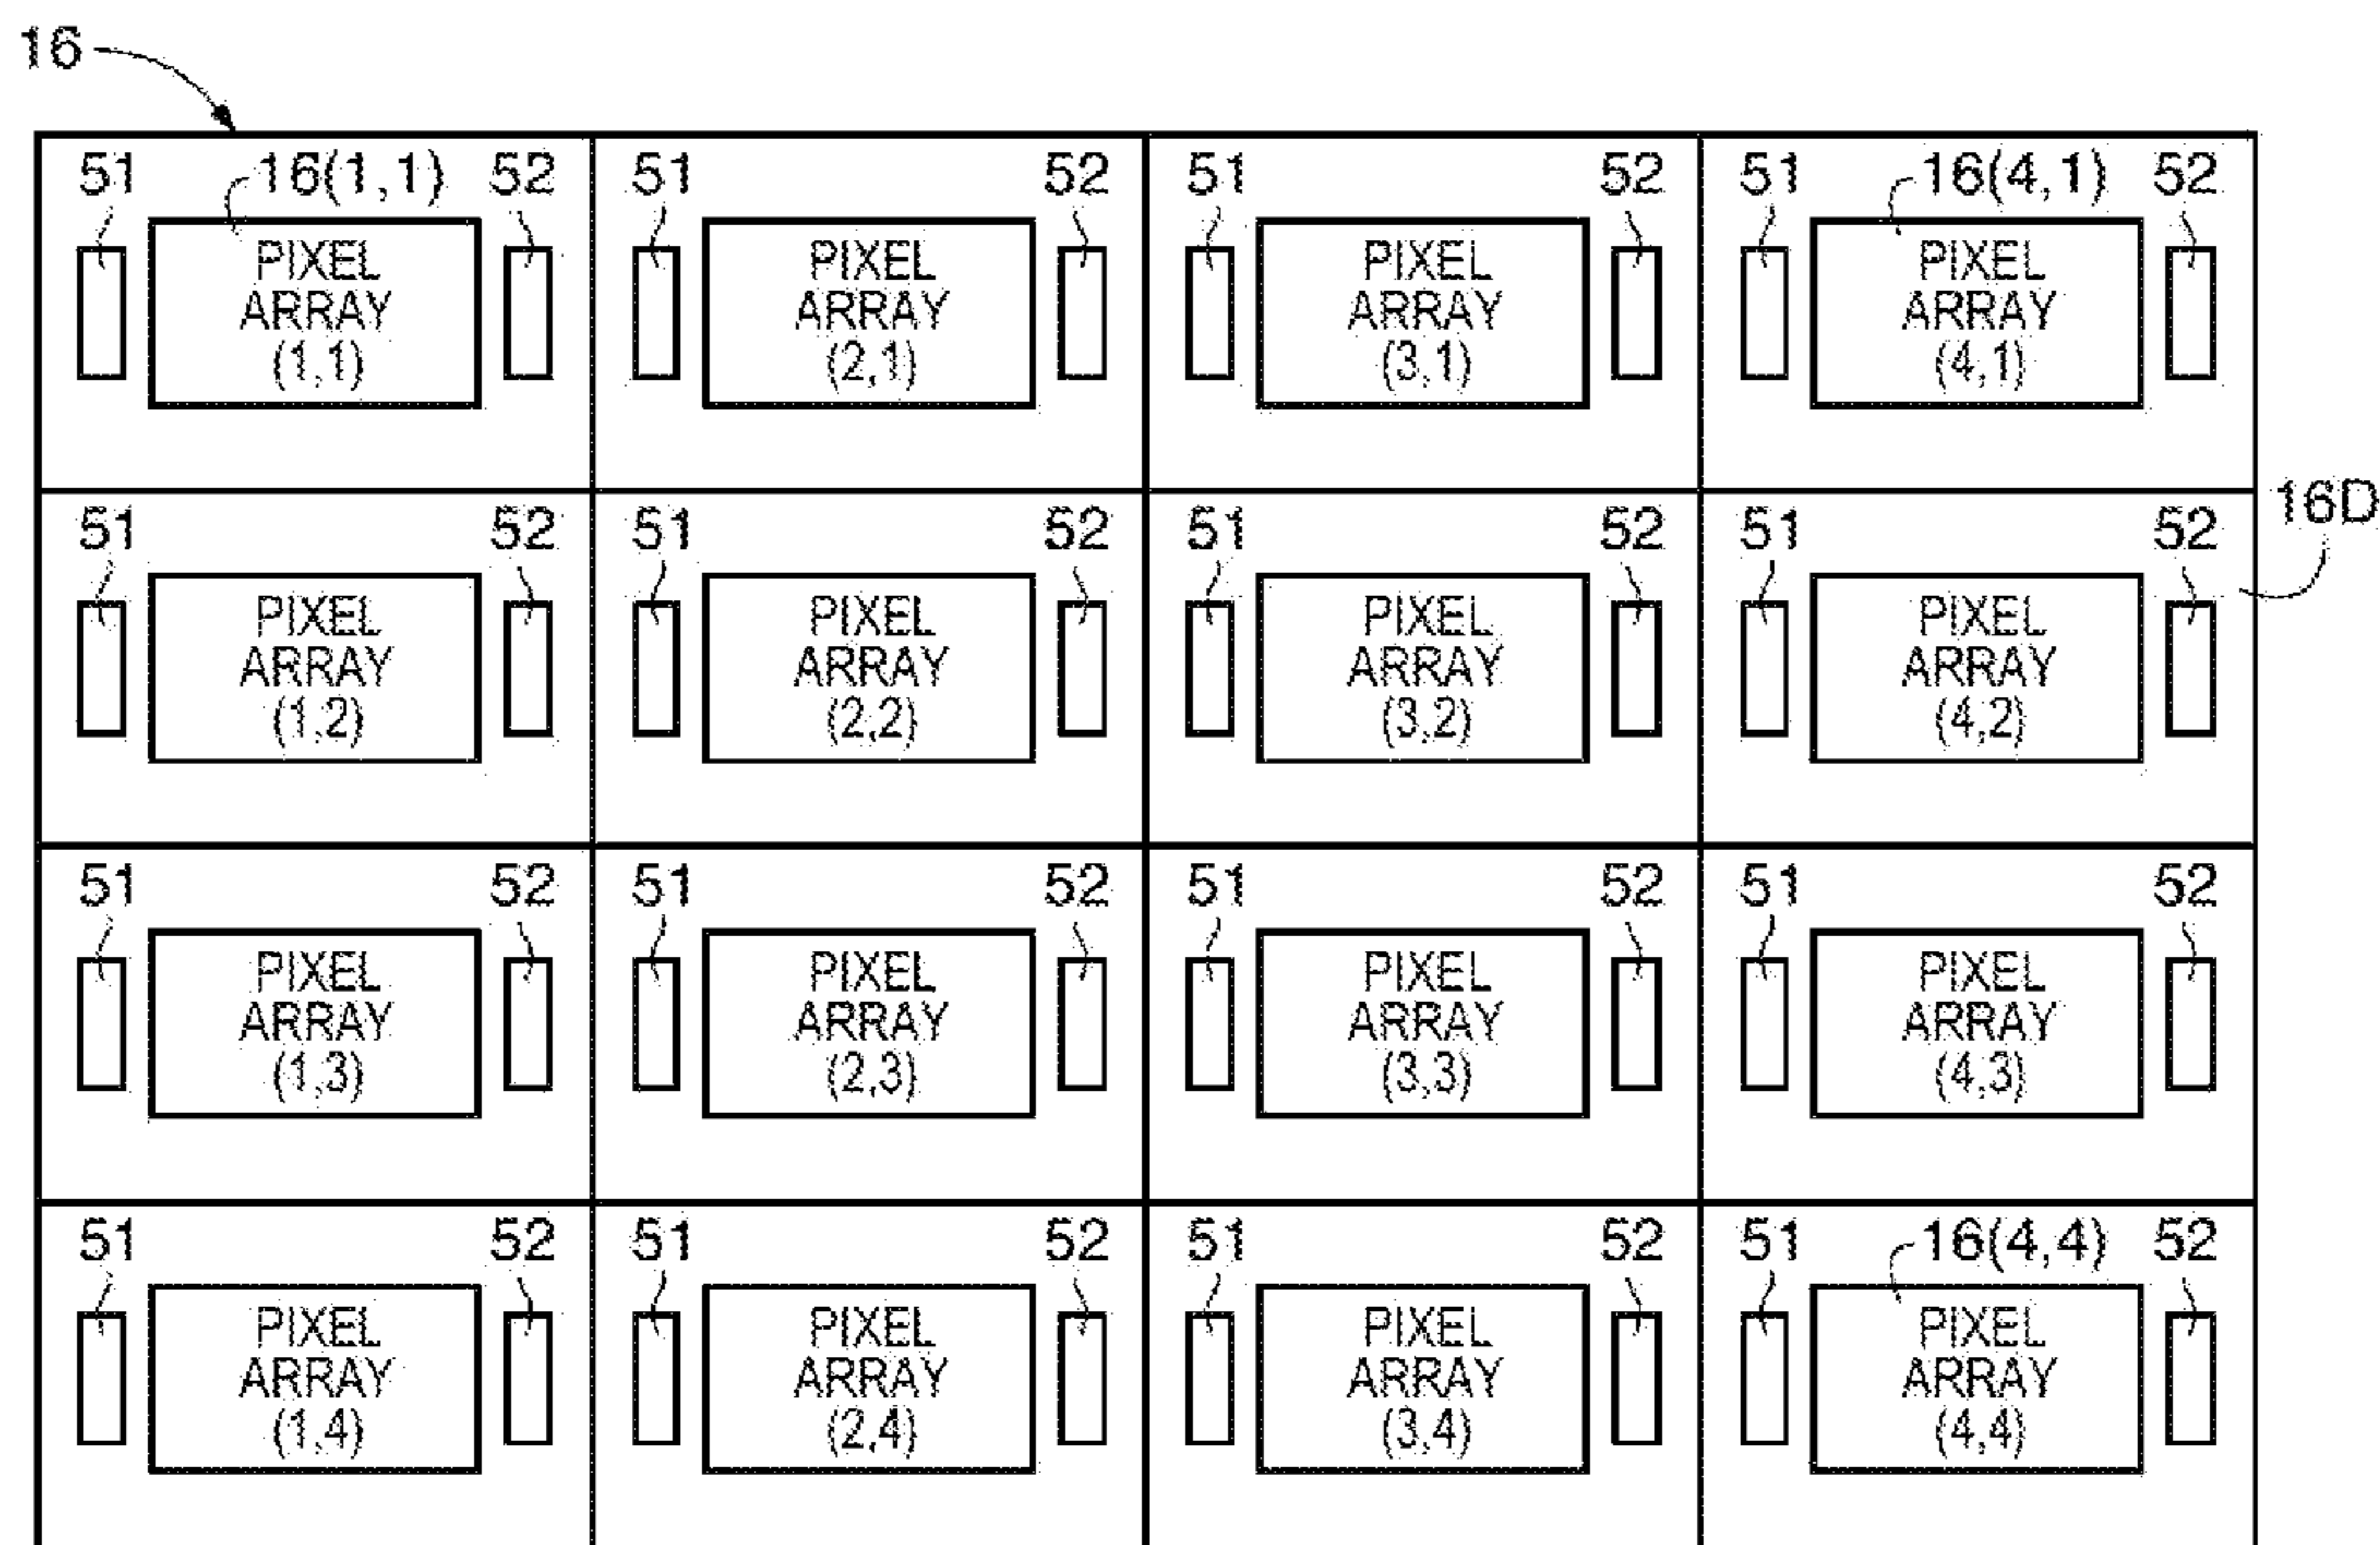 16
51 16(1,1) 52 51 52 51 52 51 16(4,1) 52
PIXEL PIXEL PIXEL PIXEL
ARRAY ARRAY ARRAY ARRAY
(1,1) (2,1) (3,1) (4,1)
16D
51 52 51 52 51 52 51 52
PIXEL PIXEL PIXEL PIXEL
ARRAY ARRAY ARRAY ARRAY
(1,2) (2,2) (3,2) (4,2)
51 52 51 52 51 52 51 52
PIXEL PIXEL PIXEL PIXEL
ARRAY ARRAY ARRAY ARRAY
(1,3) (2,3) (3,3) (4,3)
51 52 51 52 51 52 51 16(4,4) 52
PIXEL PIXEL PIXEL PIXEL
ARRAY ARRAY ARRAY ARRAY
(1,4) (2,4) (3,4) (4,4)